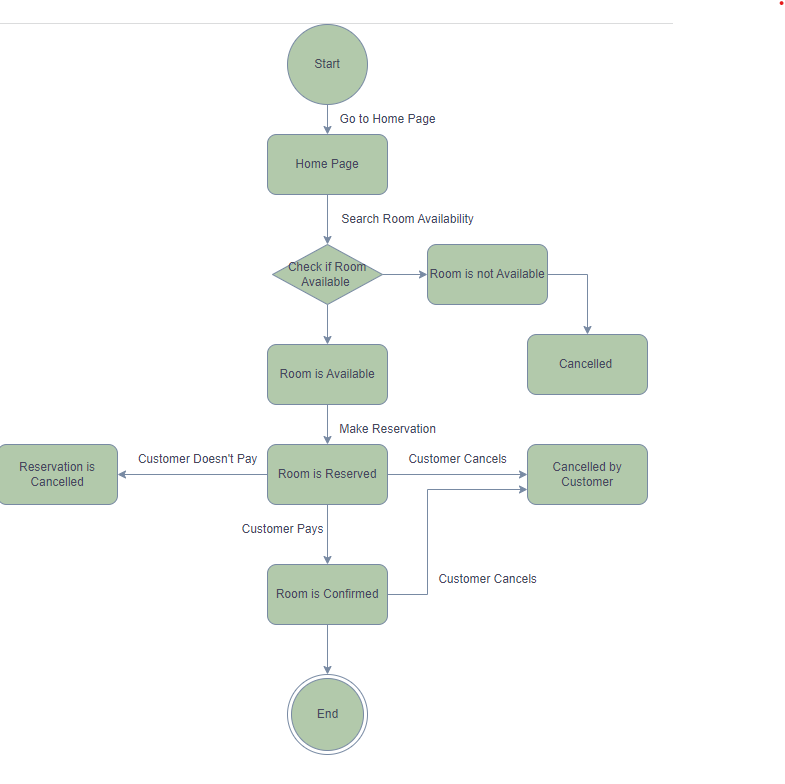 Start
Go to Home Page
Home Page
Search Room Availability
Check if Room
Available
Room is not Available
Cancelled
Room is Available
Make Reservation
Reservation is
Cancelled
Customer Doesn't Pay
Room is Reserved
Customer Cancels
Cancelled by
Customer
Customer Pays
Customer Cancels
Room is Confirmed
End